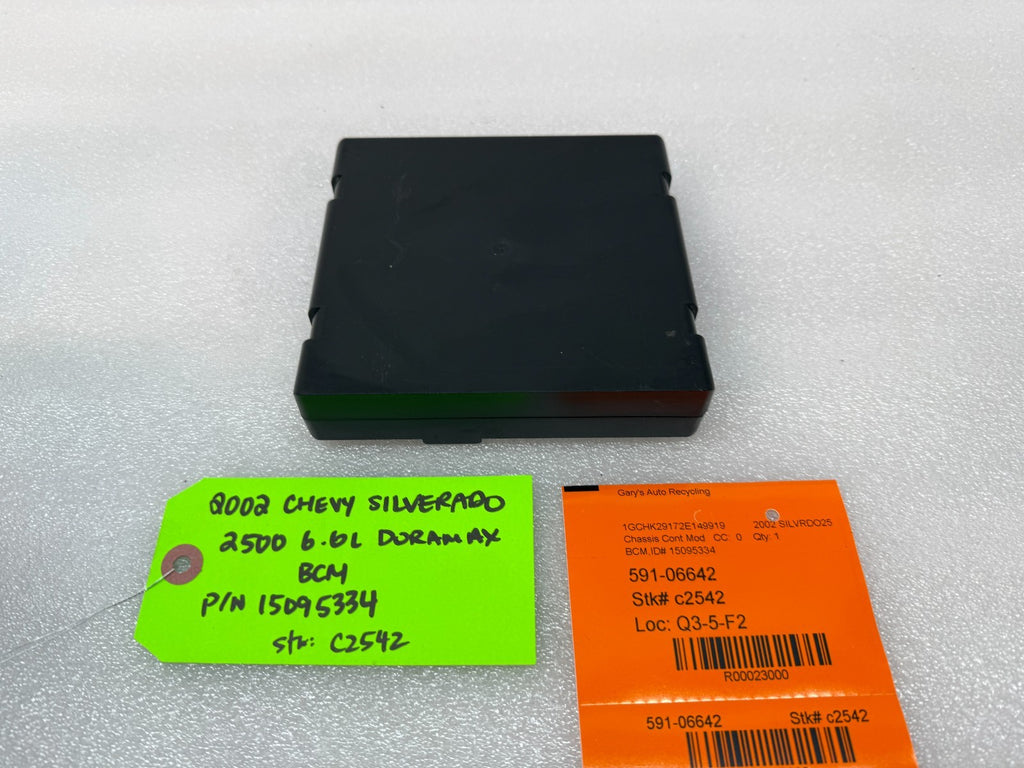 2002 CHEVY SILVERADO
2500 6.6L DURAMAX
BCM
P/N 15095334
stk: C2542
Gary's Auto Recycling
1GCHK29172E149919 2002 SILVRDO25
Chassis Cont Mod CC: 0 Qty: 1
BCM,ID# 15095334
591-06642
Stk# c2542
Loc: Q3-5-F2
R00023000
591-06642 Stk# c2542